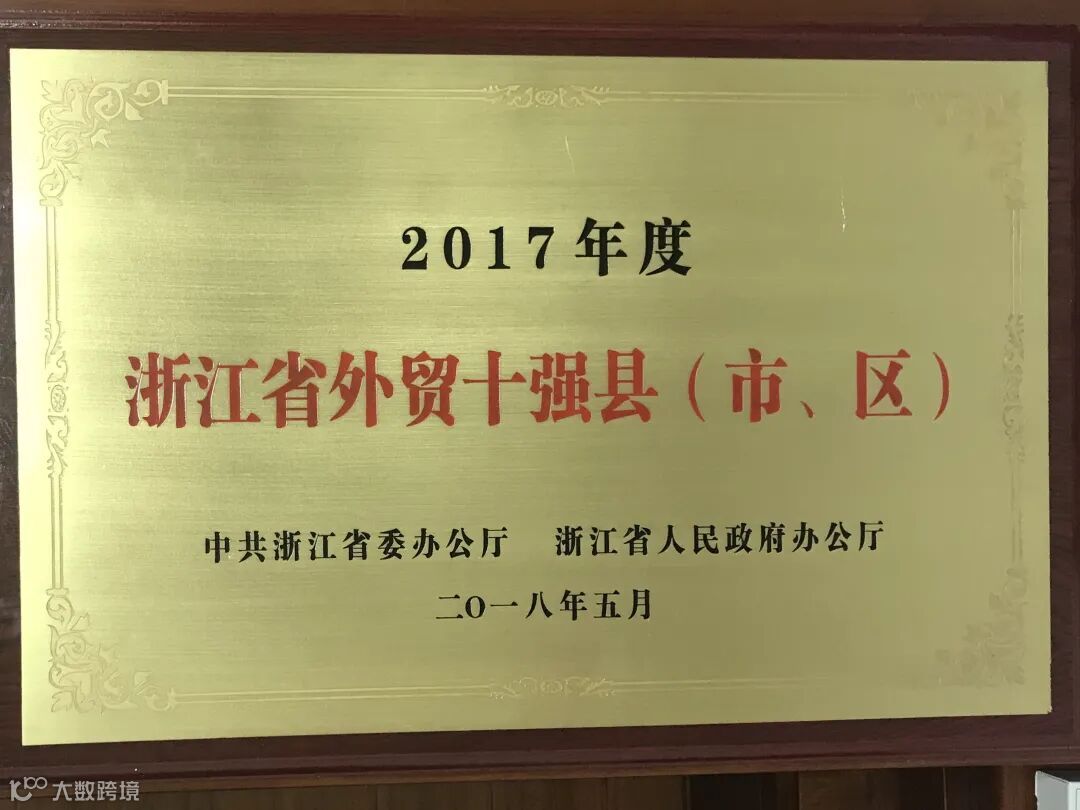 2017年度
浙江省外贸十强县（市、区）
中共浙江省委办公厅 浙江省人民政府办公厅
二〇一八年五月
大数跨境